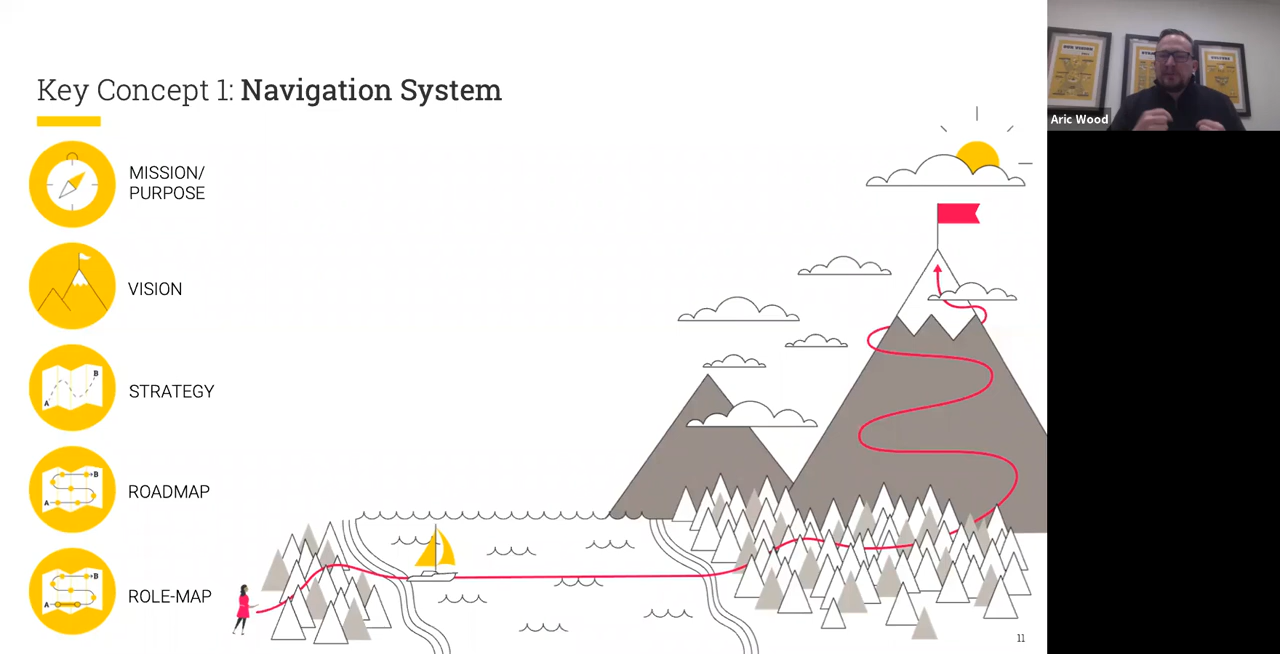 Key Concept 1: Navigation System
MISSION/
PURPOSE
VISION
B
A
STRATEGY
B
A
ROADMAP
B
A
ROLE-MAP
11
Aric Wood